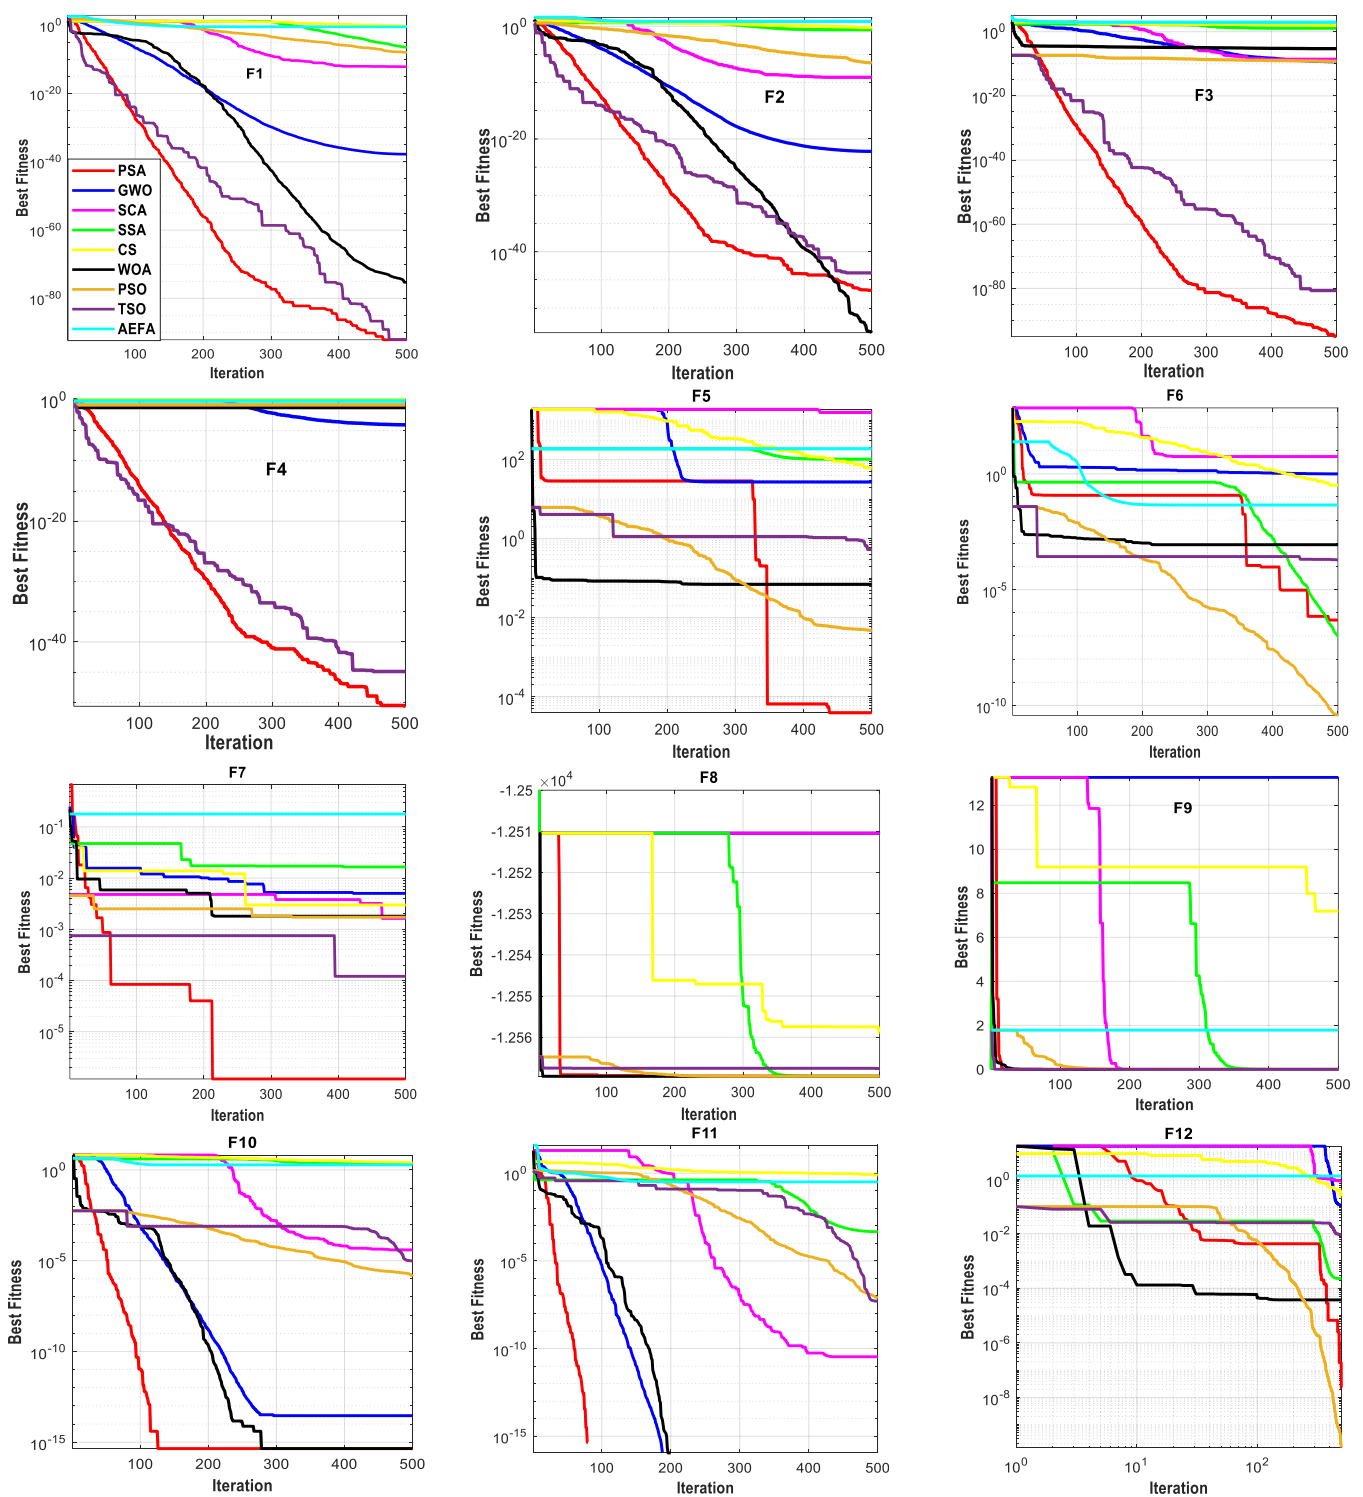 F1
Best Fitness
10^0
10^-20
10^-40
10^-60
10^-80
PSA
GWO
SCA
SSA
CS
WOA
PSO
TSO
AEFA
100 200 300 400 500
Iteration
F2
Best Fitness
10^0
10^-20
10^-40
100 200 300 400 500
Iteration
F3
Best Fitness
10^0
10^-20
10^-40
10^-60
10^-80
100 200 300 400 500
Iteration
F4
Best Fitness
10^0
10^-20
10^-40
100 200 300 400 500
Iteration
F5
Best Fitness
10^2
10^0
10^-2
10^-4
100 200 300 400 500
Iteration
F6
Best Fitness
10^0
10^-5
10^-10
100 200 300 400 500
Iteration
F7
Best Fitness
10^-1
10^-2
10^-3
10^-4
10^-5
100 200 300 400 500
Iteration
F8
×10^4
Best Fitness
-1.25
-1.251
-1.252
-1.253
-1.254
-1.255
-1.256
100 200 300 400 500
Iteration
F9
Best Fitness
12
10
8
6
4
2
0
100 200 300 400 500
Iteration
F10
Best Fitness
10^0
10^-5
10^-10
10^-15
100 200 300 400 500
Iteration
F11
Best Fitness
10^0
10^-5
10^-10
10^-15
100 200 300 400 500
Iteration
F12
Best Fitness
10^0
10^-2
10^-4
10^-6
10^-8
10^0 10^1 10^2
Iteration